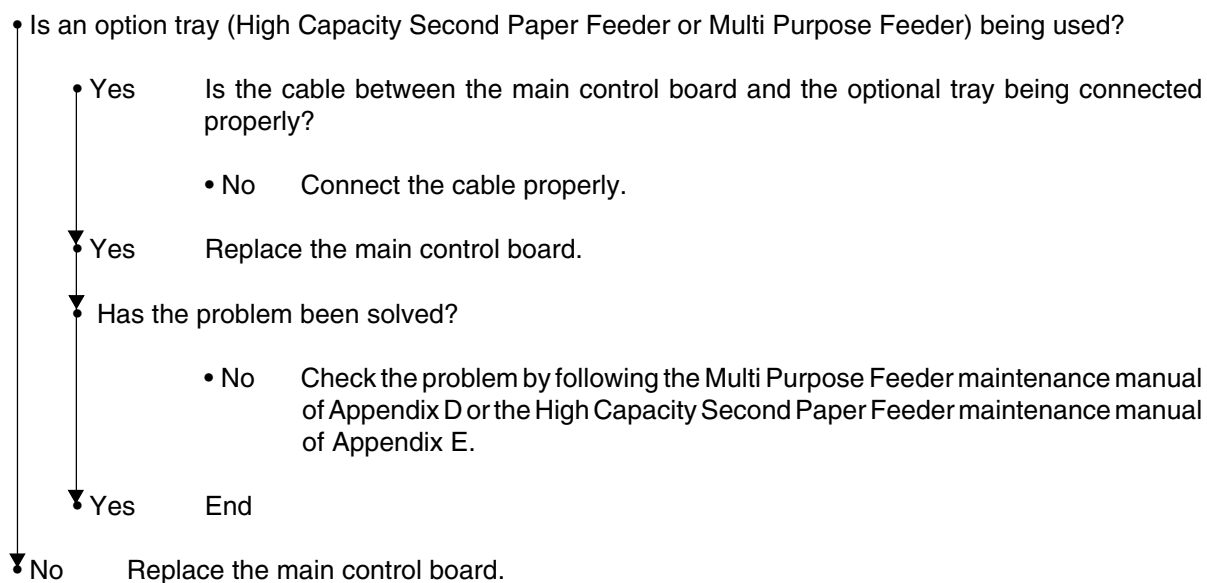 • Is an option tray (High Capacity Second Paper Feeder or Multi Purpose Feeder) being used?
• Yes Is the cable between the main control board and the optional tray being connected
properly?
• No Connect the cable properly.
• Yes Replace the main control board.
• Has the problem been solved?
• No Check the problem by following the Multi Purpose Feeder maintenance manual
of Appendix D or the High Capacity Second Paper Feeder maintenance manual
of Appendix E.
• Yes End
• No Replace the main control board.